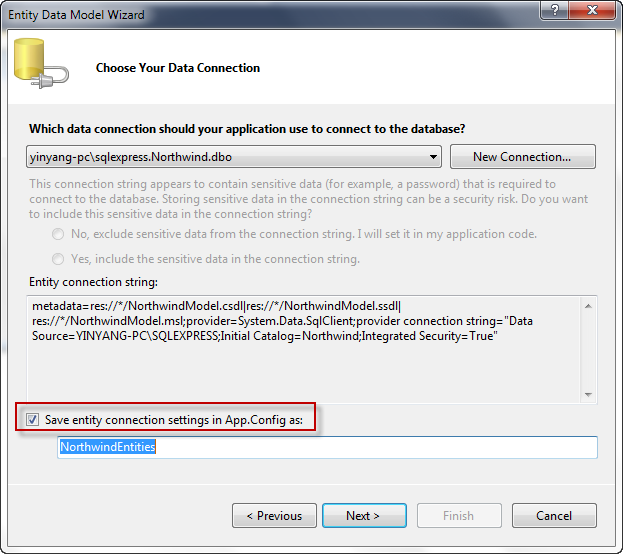 Entity Data Model Wizard
Choose Your Data Connection
Which data connection should your application use to connect to the database?
yinyang-pc\sqlexpress.Northwind.dbo
New Connection...
This connection string appears to contain sensitive data (for example, a password) that is required to
connect to the database. Storing sensitive data in the connection string can be a security risk. Do you want
to include this sensitive data in the connection string?
No, exclude sensitive data from the connection string. I will set it in my application code.
Yes, include the sensitive data in the connection string.
Entity connection string:
metadata=res://*/NorthwindModel.csdl|res://*/NorthwindModel.ssdl|
res://*/NorthwindModel.msl;provider=System.Data.SqlClient;provider connection string="Data
Source=YINYANG-PC\SQLEXPRESS;Initial Catalog=Northwind;Integrated Security=True"
Save entity connection settings in App.Config as:
NorthwindEntities
< Previous
Next >
Finish
Cancel